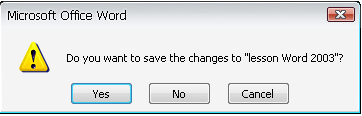 Microsoft Office Word
Do you want to save the changes to "lesson Word 2003"?
Yes No Cancel